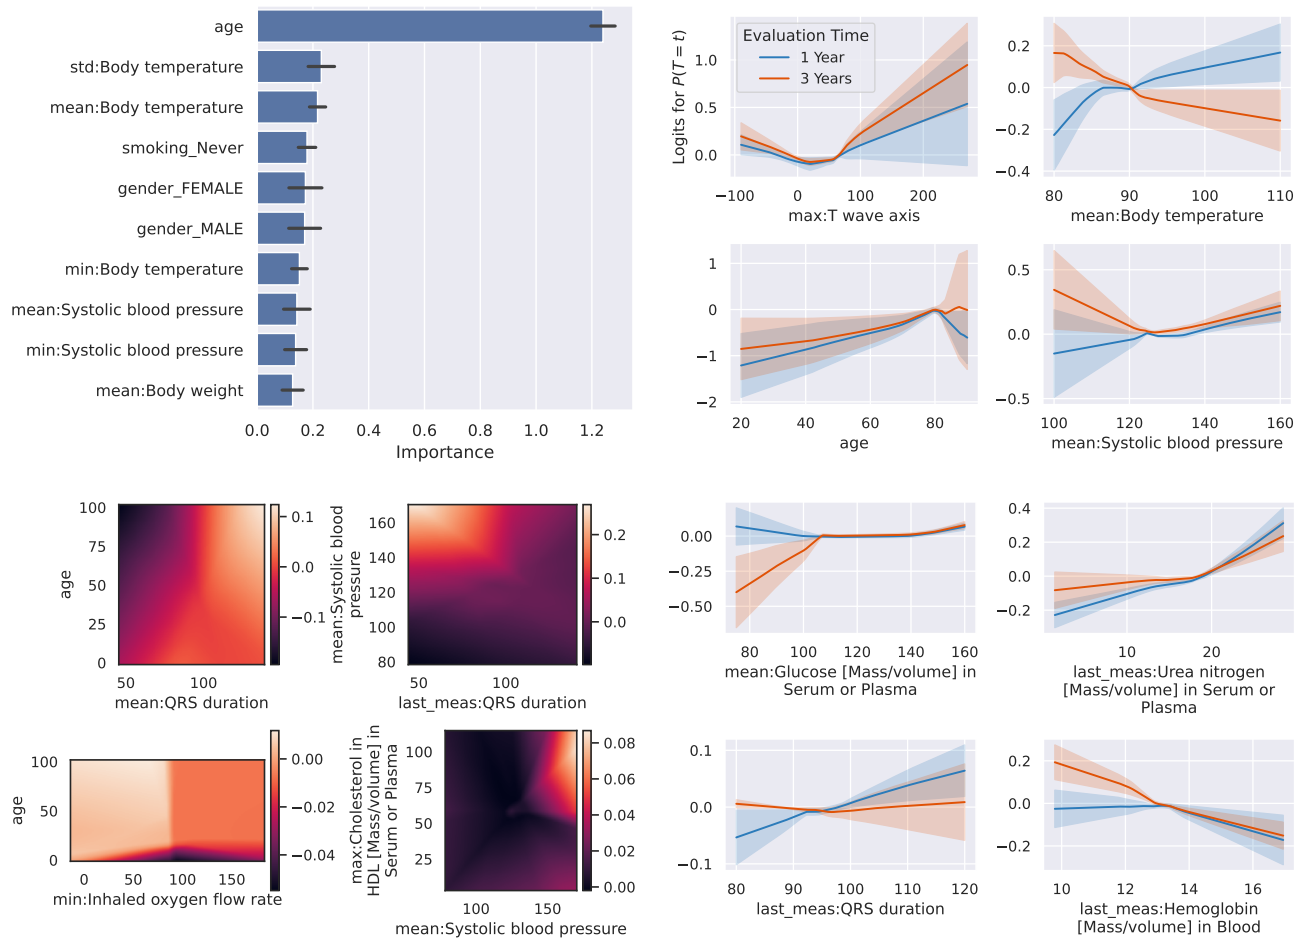 age
std:Body temperature
mean:Body temperature
smoking_Never
gender_FEMALE
gender_MALE
min:Body temperature
mean:Systolic blood pressure
min:Systolic blood pressure
mean:Body weight
0.0 0.2 0.4 0.6 0.8 1.0 1.2
Importance
Evaluation Time
1 Year
3 Years
Logits for P(T = t)
1.0
0.5
0.0
−100 0 100 200
max:T wave axis
0.2
0.0
−0.2
−0.4
80 90 100 110
mean:Body temperature
1
0
−1
−2
20 40 60 80
age
0.5
0.0
−0.5
100 120 140 160
mean:Systolic blood pressure
age
100
75
50
25
0
50 100
mean:QRS duration
0.1
0.0
−0.1
mean:Systolic blood
pressure
160
140
120
100
80
50 100
last_meas:QRS duration
0.2
0.1
0.0
0.00
−0.25
−0.50
80 100 120 140 160
mean:Glucose [Mass/volume] in
Serum or Plasma
0.4
0.2
0.0
−0.2
10 20
last_meas:Urea nitrogen
[Mass/volume] in Serum or
Plasma
age
100
50
0
0 50 100 150
min:Inhaled oxygen flow rate
0.00
−0.02
−0.04
max:Cholesterol in
HDL [Mass/volume] in
Serum or Plasma
100
75
50
25
100 150
mean:Systolic blood pressure
0.08
0.06
0.04
0.02
0.00
0.1
0.0
−0.1
80 90 100 110 120
last_meas:QRS duration
0.2
0.0
−0.2
10 12 14 16
last_meas:Hemoglobin
[Mass/volume] in Blood